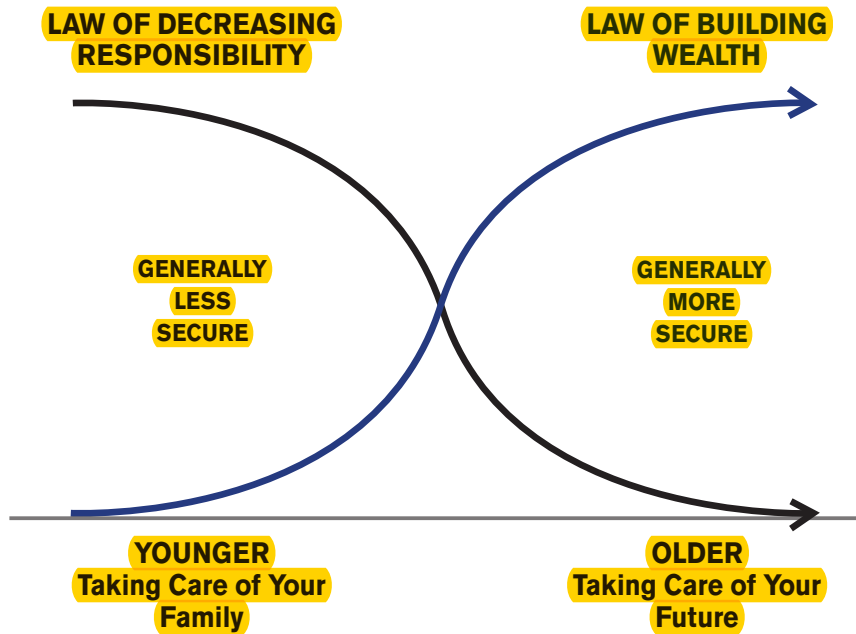 LAW OF DECREASING
RESPONSIBILITY
LAW OF BUILDING
WEALTH
GENERALLY
LESS
SECURE
GENERALLY
MORE
SECURE
YOUNGER
Taking Care of Your
Family
OLDER
Taking Care of Your
Future